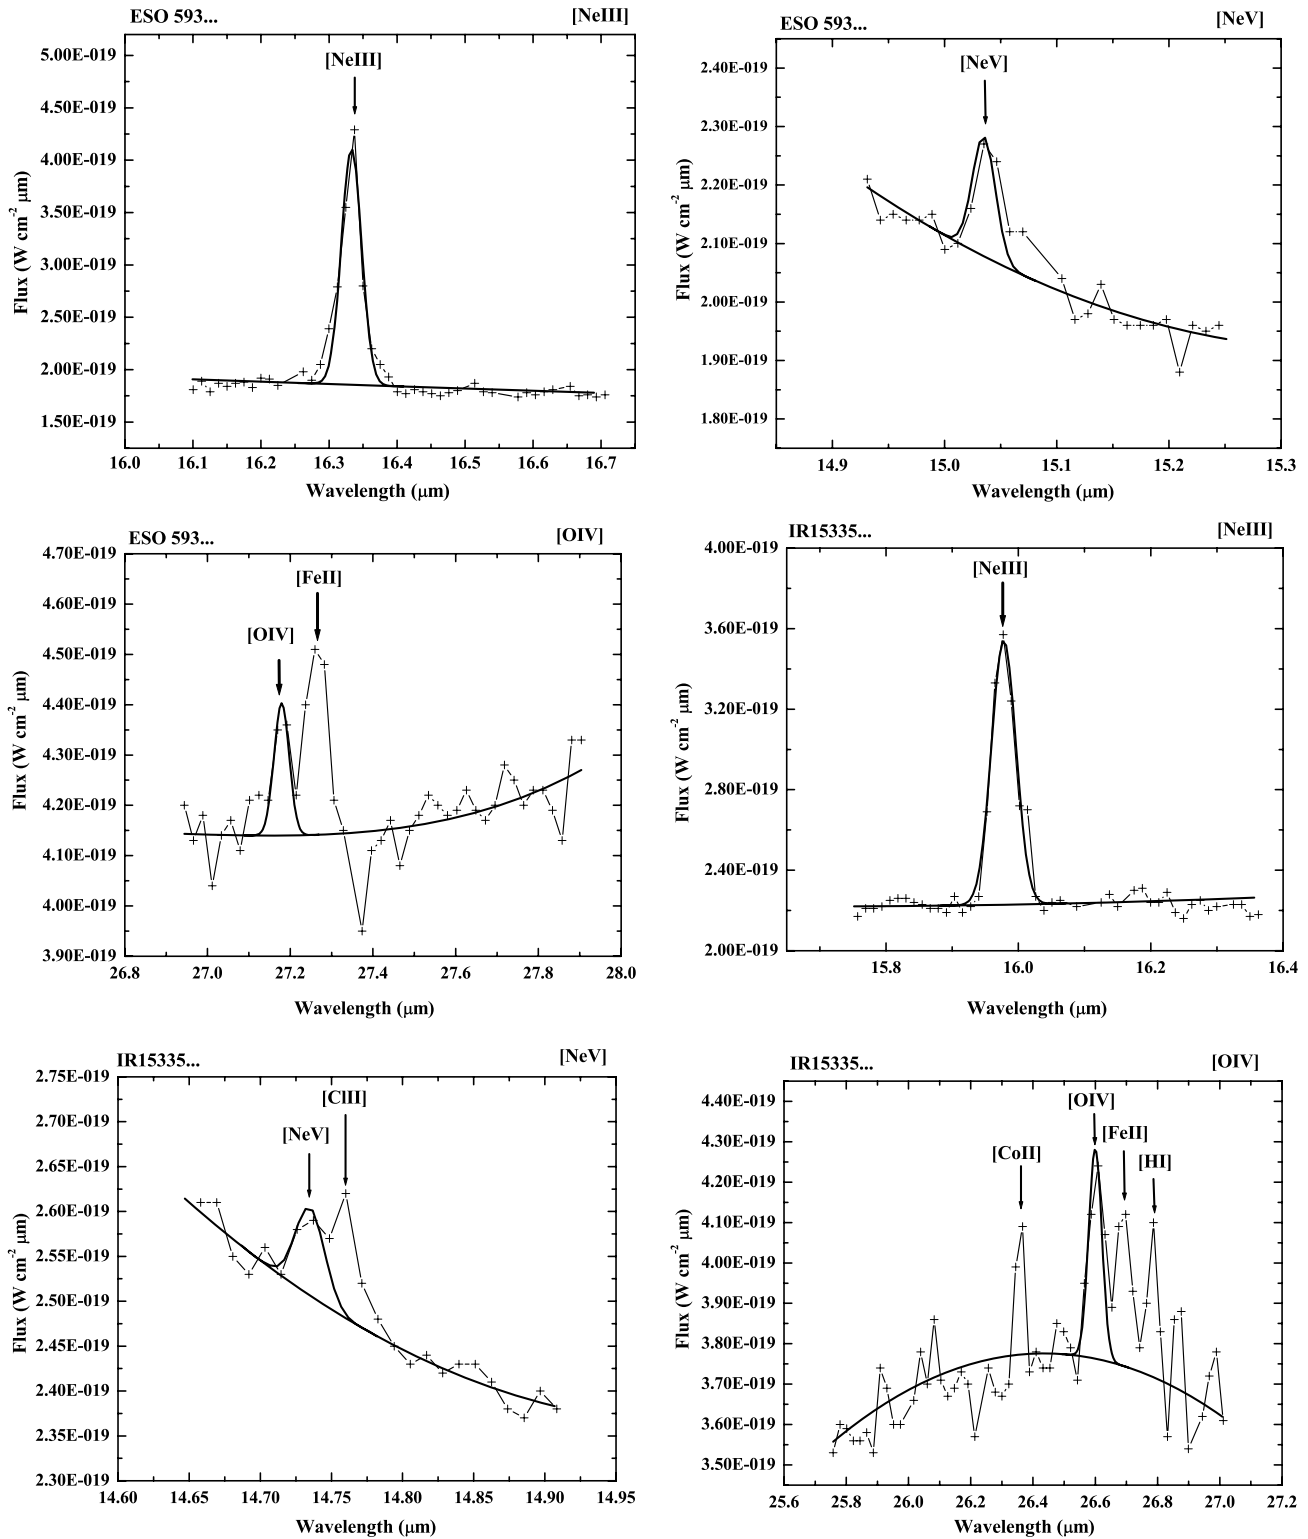 ESO 593... [NeIII]
[NeIII]
5.00E-019
4.50E-019
4.00E-019
3.50E-019
3.00E-019
2.50E-019
2.00E-019
1.50E-019
Flux (W cm⁻² μm)
16.0 16.1 16.2 16.3 16.4 16.5 16.6 16.7
Wavelength (μm)
ESO 593... [NeV]
[NeV]
2.40E-019
2.30E-019
2.20E-019
2.10E-019
2.00E-019
1.90E-019
1.80E-019
Flux (W cm⁻² μm)
14.9 15.0 15.1 15.2 15.3
Wavelength (μm)
ESO 593... [OIV]
[FeII]
[OIV]
4.70E-019
4.60E-019
4.50E-019
4.40E-019
4.30E-019
4.20E-019
4.10E-019
4.00E-019
3.90E-019
Flux (W cm⁻² μm)
26.8 27.0 27.2 27.4 27.6 27.8 28.0
Wavelength (μm)
IR15335... [NeIII]
[NeIII]
4.00E-019
3.60E-019
3.20E-019
2.80E-019
2.40E-019
2.00E-019
Flux (W cm⁻² μm)
15.8 16.0 16.2 16.4
Wavelength (μm)
IR15335... [NeV]
[ClII]
[NeV]
2.75E-019
2.70E-019
2.65E-019
2.60E-019
2.55E-019
2.50E-019
2.45E-019
2.40E-019
2.35E-019
2.30E-019
Flux (W cm⁻² μm)
14.60 14.65 14.70 14.75 14.80 14.85 14.90 14.95
Wavelength (μm)
IR15335... [OIV]
[OIV]
[FeII]
[CoII]
[HI]
4.40E-019
4.30E-019
4.20E-019
4.10E-019
4.00E-019
3.90E-019
3.80E-019
3.70E-019
3.60E-019
3.50E-019
Flux (W cm⁻² μm)
25.6 25.8 26.0 26.2 26.4 26.6 26.8 27.0 27.2
Wavelength (μm)